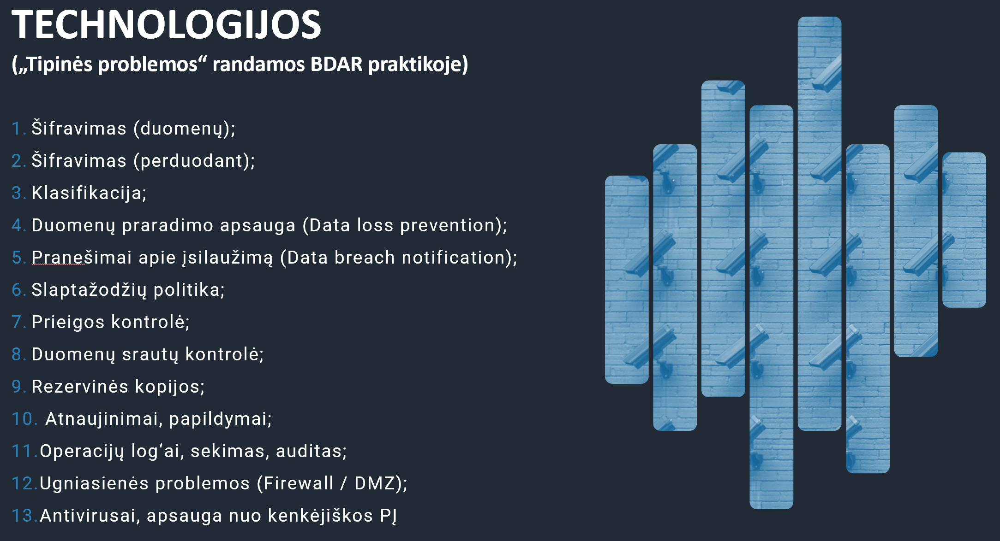 TECHNOLOGIJOS
(„Tipinės problemos“ randamos BDAR praktikoje)
1. Šifravimas (duomenų);
2. Šifravimas (perduodant);
3. Klasifikacija;
4. Duomenų praradimo apsauga (Data loss prevention);
5. Pranešimai apie įsilaužimą (Data breach notification);
6. Slaptažodžių politika;
7. Prieigos kontrolė;
8. Duomenų srautų kontrolė;
9. Rezervinės kopijos;
10. Atnaujinimai, papildymai;
11. Operacijų log‘ai, sekimas, auditas;
12. Ugniasienės problemos (Firewall / DMZ);
13. Antivirusai, apsauga nuo kenkėjiškos PĮ